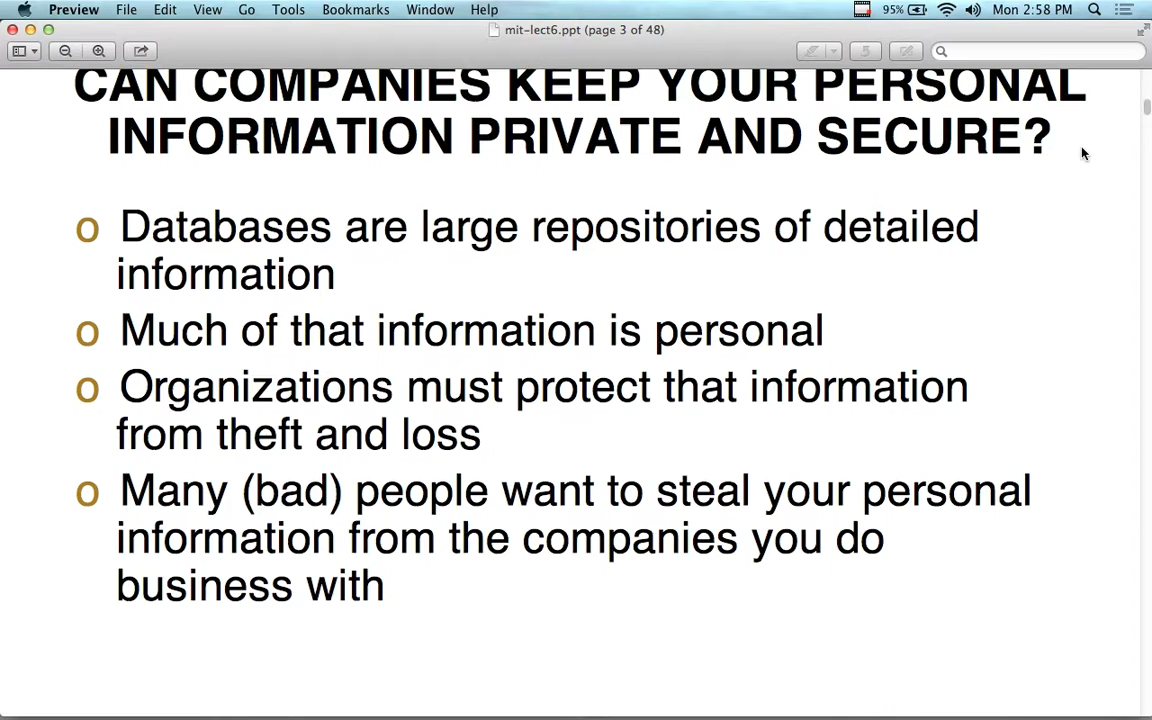 Preview File Edit View Go Tools Bookmarks Window Help 95% Mon 2:58 PM
mit-lect6.ppt (page 3 of 48)
CAN COMPANIES KEEP YOUR PERSONAL
INFORMATION PRIVATE AND SECURE?
o Databases are large repositories of detailed
information
o Much of that information is personal
o Organizations must protect that information
from theft and loss
o Many (bad) people want to steal your personal
information from the companies you do
business with